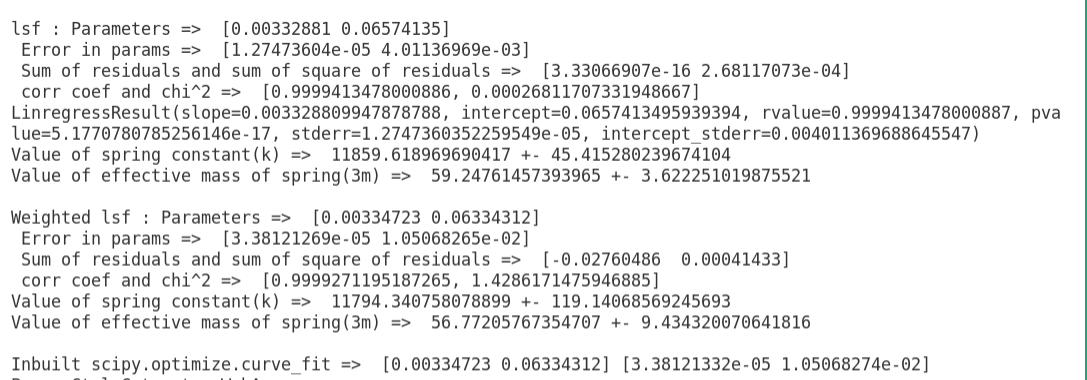 lsf : Parameters =>  [0.00332881 0.06574135]
 Error in params =>  [1.27473604e-05 4.01136969e-03]
 Sum of residuals and sum of square of residuals =>  [3.33066907e-16 2.68117073e-04]
 corr coef and chi^2 =>  [0.9999413478000886, 0.00026811707331948667]
LinregressResult(slope=0.003328809947878788, intercept=0.0657413495939394, rvalue=0.9999413478000887, pva
lue=5.1770780785256146e-17, stderr=1.2747360352259549e-05, intercept_stderr=0.004011369688645547)
Value of spring constant(k) =>  11859.618969690417 +- 45.415280239674104
Value of effective mass of spring(3m) =>  59.24761457393965 +- 3.622251019875521
Weighted lsf : Parameters =>  [0.00334723 0.06334312]
 Error in params =>  [3.38121269e-05 1.05068265e-02]
 Sum of residuals and sum of square of residuals =>  [-0.02760486  0.00041433]
 corr coef and chi^2 =>  [0.9999271195187265, 1.4286171475946885]
Value of spring constant(k) =>  11794.340758078899 +- 119.14068569245693
Value of effective mass of spring(3m) =>  56.77205767354707 +- 9.434320070641816
Inbuilt scipy.optimize.curve_fit =>  [0.00334723 0.06334312] [3.38121332e-05 1.05068274e-02]